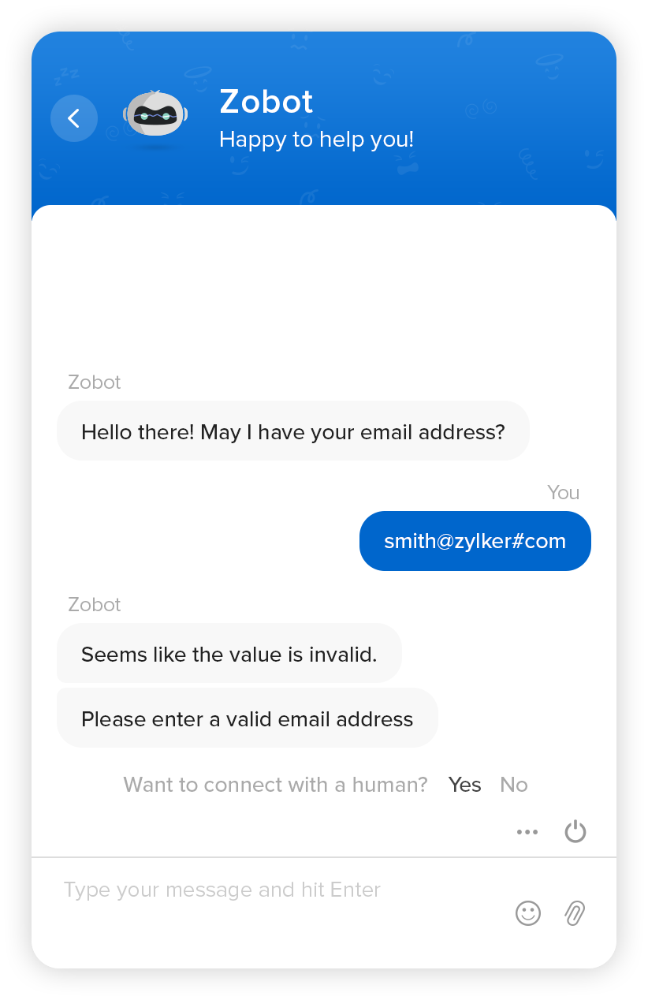 Zobot
Happy to help you!
Zobot
Hello there! May I have your email address?
You
smith@zylker#com
Zobot
Seems like the value is invalid.
Please enter a valid email address
Want to connect with a human? Yes No
Type your message and hit Enter